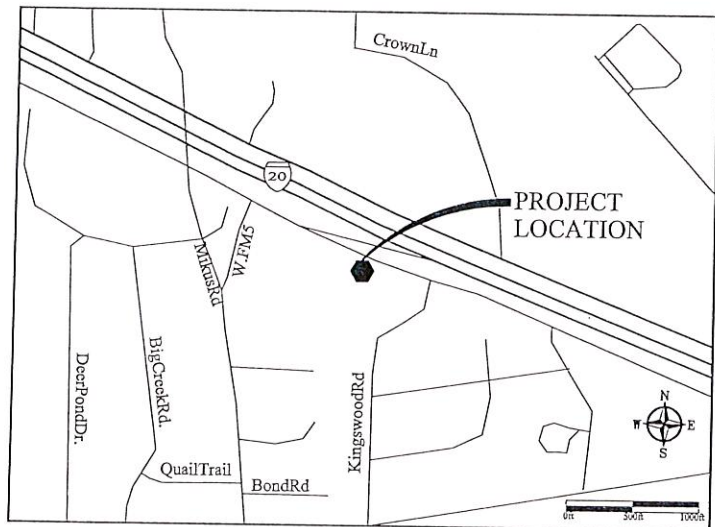 CrownLn
20
PROJECT
LOCATION
MikusRd
W.FM5
DeerPondDr.
BigCreekRd.
KingswoodRd
QuailTrail
BondRd
N
W E
S
0ft 500ft 1000ft